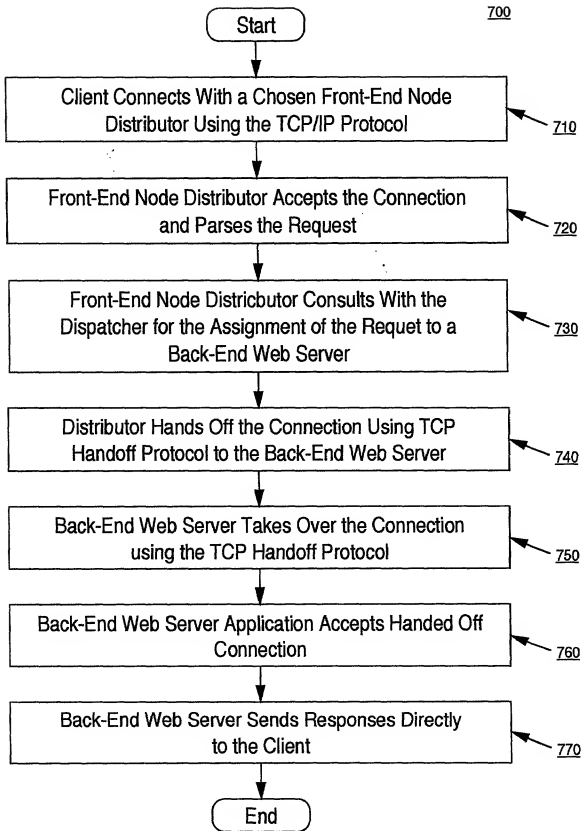 700
Start
Client Connects With a Chosen Front-End Node
Distributor Using the TCP/IP Protocol
710
Front-End Node Distributor Accepts the Connection
and Parses the Request
720
Front-End Node Districbutor Consults With the
Dispatcher for the Assignment of the Requet to a
Back-End Web Server
730
Distributor Hands Off the Connection Using TCP
Handoff Protocol to the Back-End Web Server
740
Back-End Web Server Takes Over the Connection
using the TCP Handoff Protocol
750
Back-End Web Server Application Accepts Handed Off
Connection
760
Back-End Web Server Sends Responses Directly
to the Client
770
End